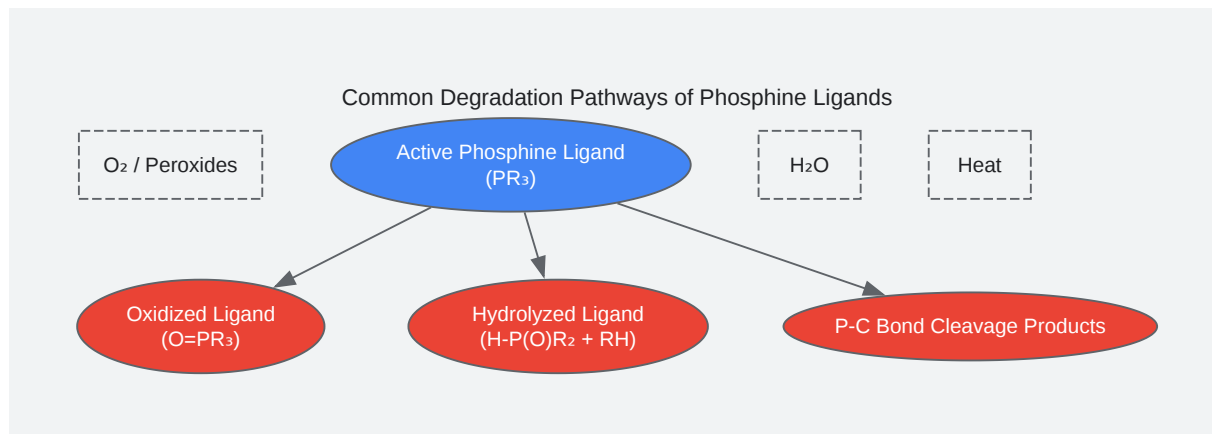 Common Degradation Pathways of Phosphine Ligands
O₂ / Peroxides
Active Phosphine Ligand
(PR₃)
H₂O
Heat
Oxidized Ligand
(O=PR₃)
Hydrolyzed Ligand
(H-P(O)R₂ + RH)
P-C Bond Cleavage Products